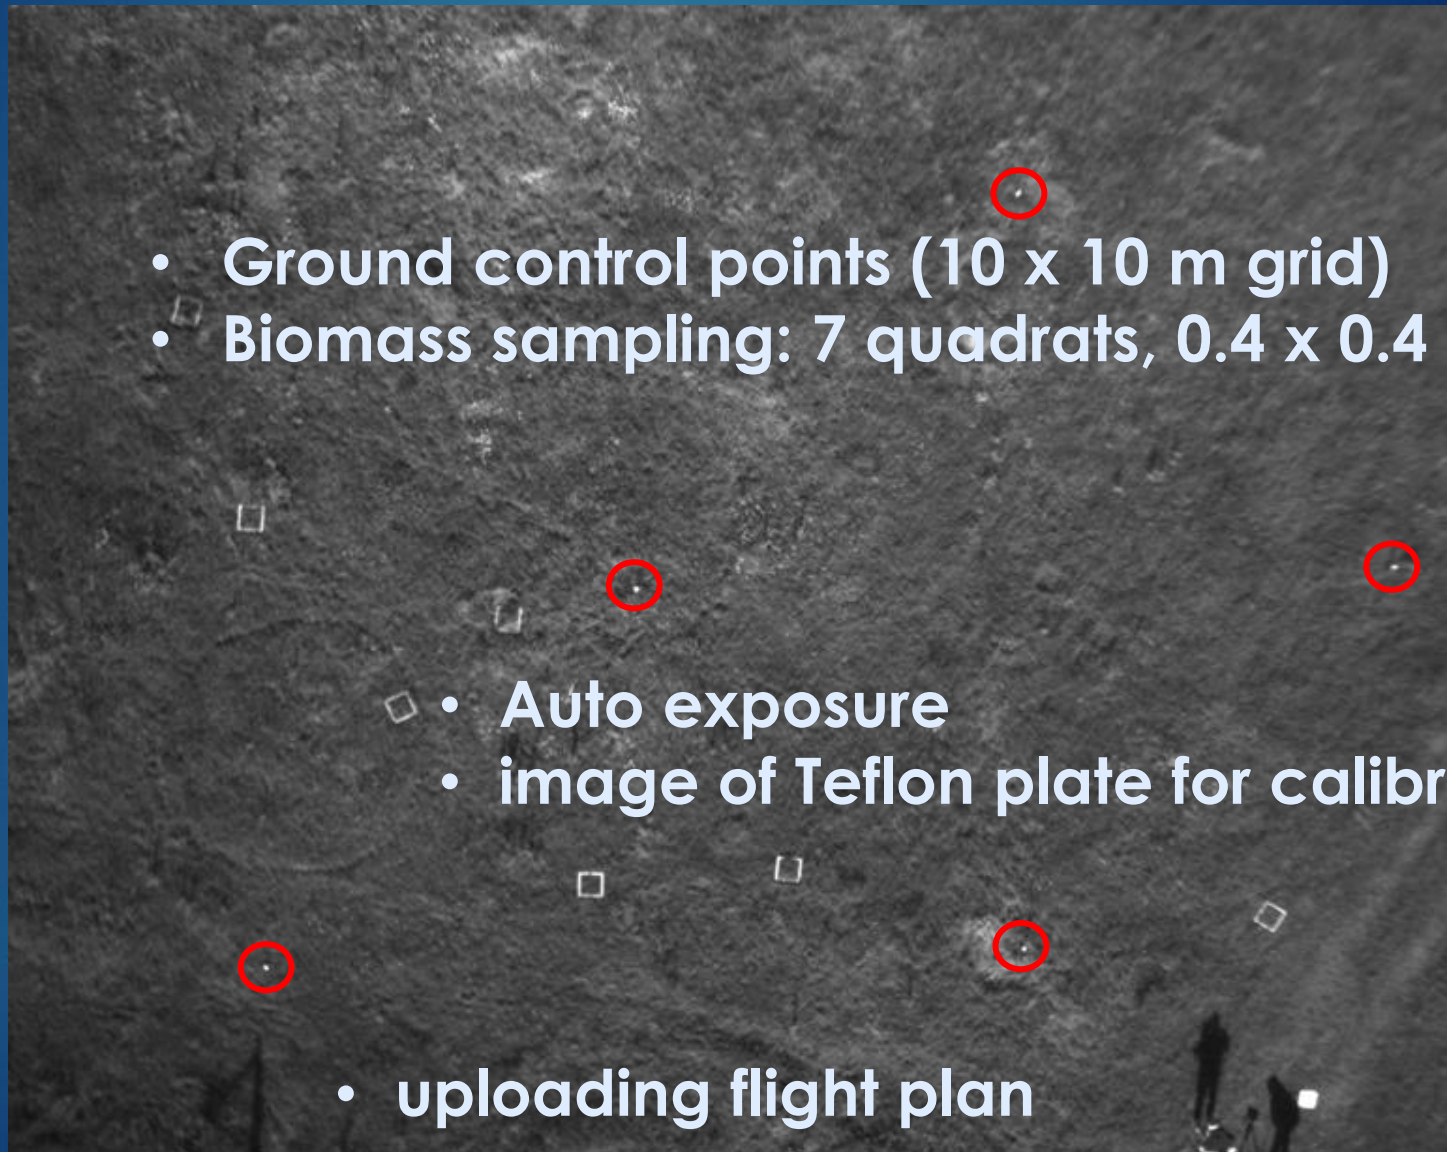 • Ground control points (10 x 10 m grid)
• Biomass sampling: 7 quadrats, 0.4 x 0.4
• Auto exposure
• image of Teflon plate for calibr
• uploading flight plan